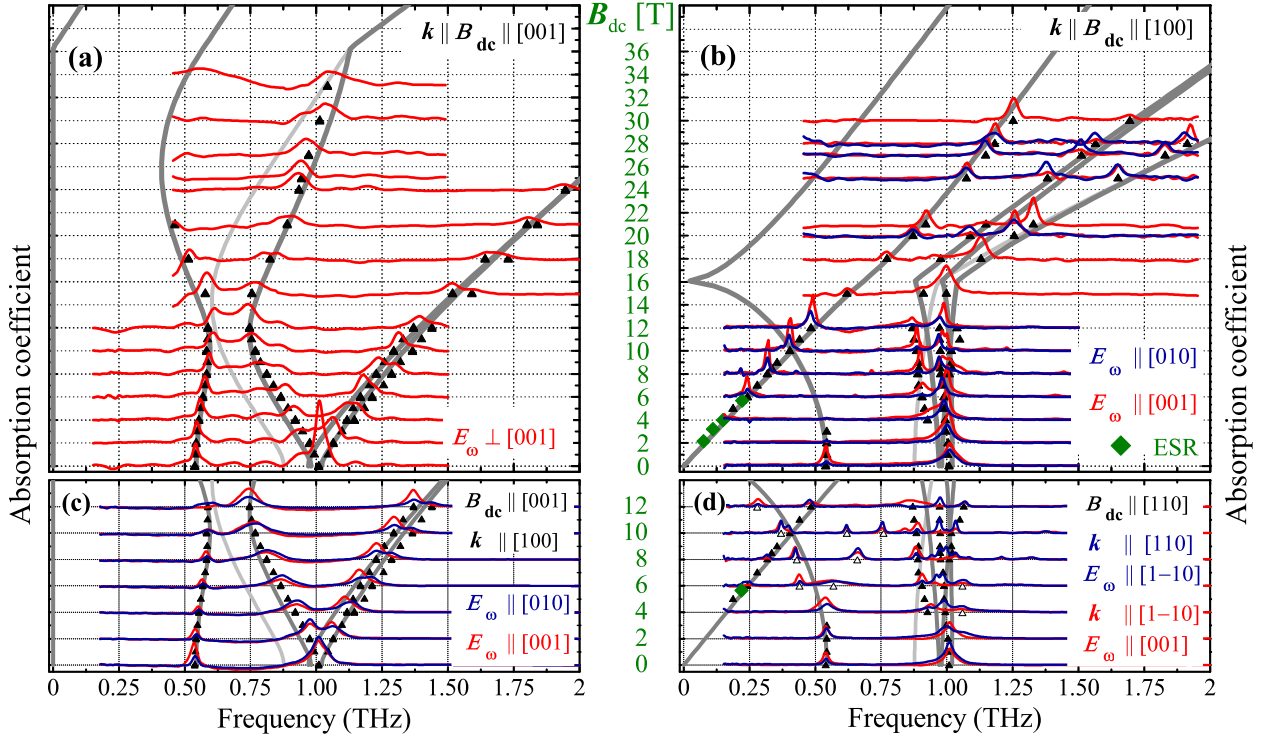 (a)
k ∥ B_dc ∥ [001]
B_dc [T]
(b)
k ∥ B_dc ∥ [100]
36
34
32
30
28
26
24
22
20
18
16
14
12
10
8
6
4
2
0
E_ω ⊥ [001]
E_ω ∥ [010]
E_ω ∥ [001]
ESR
Absorption coefficient
Absorption coefficient
(c)
B_dc ∥ [001]
k ∥ [100]
E_ω ∥ [010]
E_ω ∥ [001]
12
10
8
6
4
2
0
(d)
B_dc ∥ [110]
k ∥ [110]
E_ω ∥ [1–10]
k ∥ [1–10]
E_ω ∥ [001]
0 0.25 0.50 0.75 1.00 1.25 1.50 1.75
0 0.25 0.50 0.75 1.00 1.25 1.50 1.75 2
Frequency (THz)
Frequency (THz)